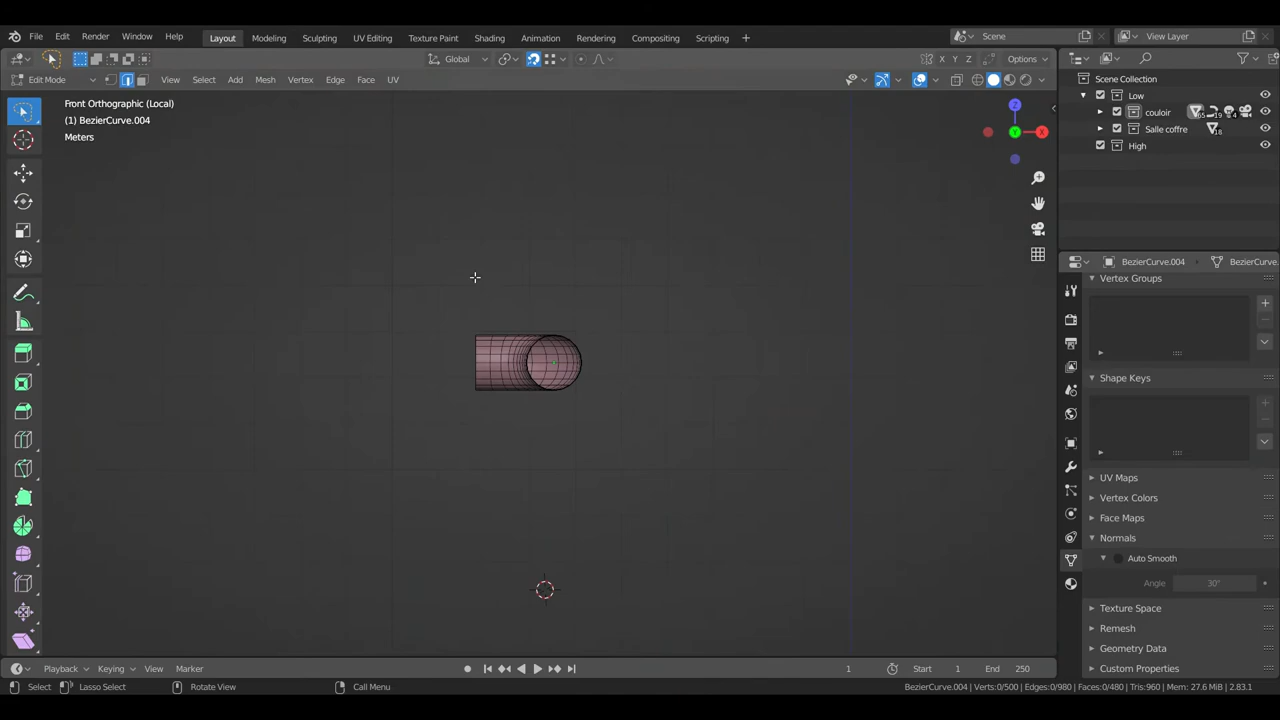 File Edit Render Window Help Layout Modeling Sculpting UV Editing Texture Paint Shading Animation Rendering Compositing Scripting + Scene View Layer
Global X Y Z Options
Edit Mode View Select Add Mesh Vertex Edge Face UV
Front Orthographic (Local)
(1) BezierCurve.004
Meters
Z
Y
X
Scene Collection
Low
couloir
19 4
Salle coffre
18
High
BezierCurve.004 BezierCurve.
Vertex Groups
Shape Keys
UV Maps
Vertex Colors
Face Maps
Normals
Auto Smooth
Angle 30°
Texture Space
Remesh
Geometry Data
Custom Properties
Playback Keying View Marker 1 Start 1 End 250
Select Lasso Select Rotate View Call Menu BezierCurve.004 | Verts:0/500 | Edges:0/980 | Faces:0/480 | Tris:960 | Mem: 27.6 MiB | 2.83.1